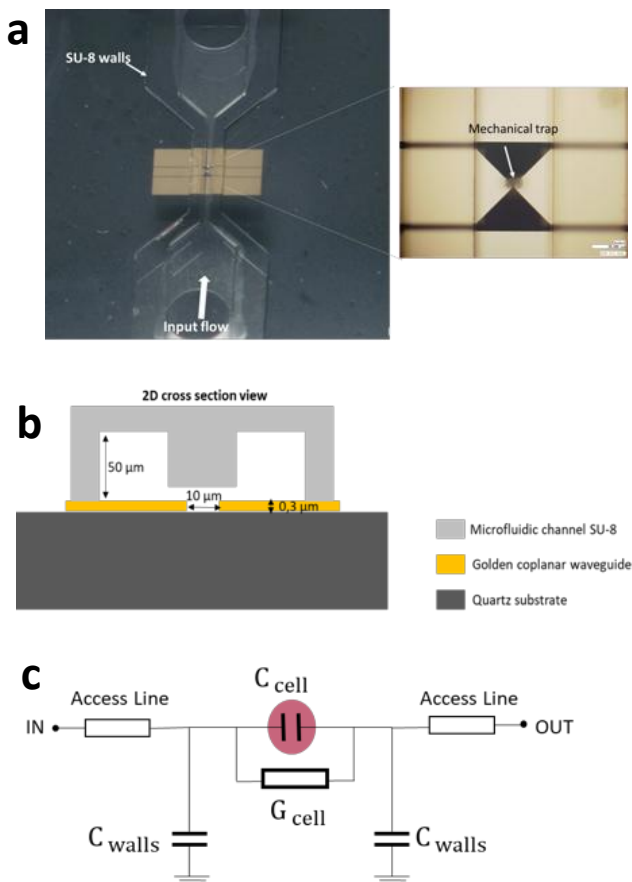 a
SU-8 walls
Input flow
Mechanical trap
b
2D cross section view
50 µm
10 µm
0,3 µm
Microfluidic channel SU-8
Golden coplanar waveguide
Quartz substrate
c
Access Line
C cell
Access Line
IN
OUT
G cell
C walls
C walls